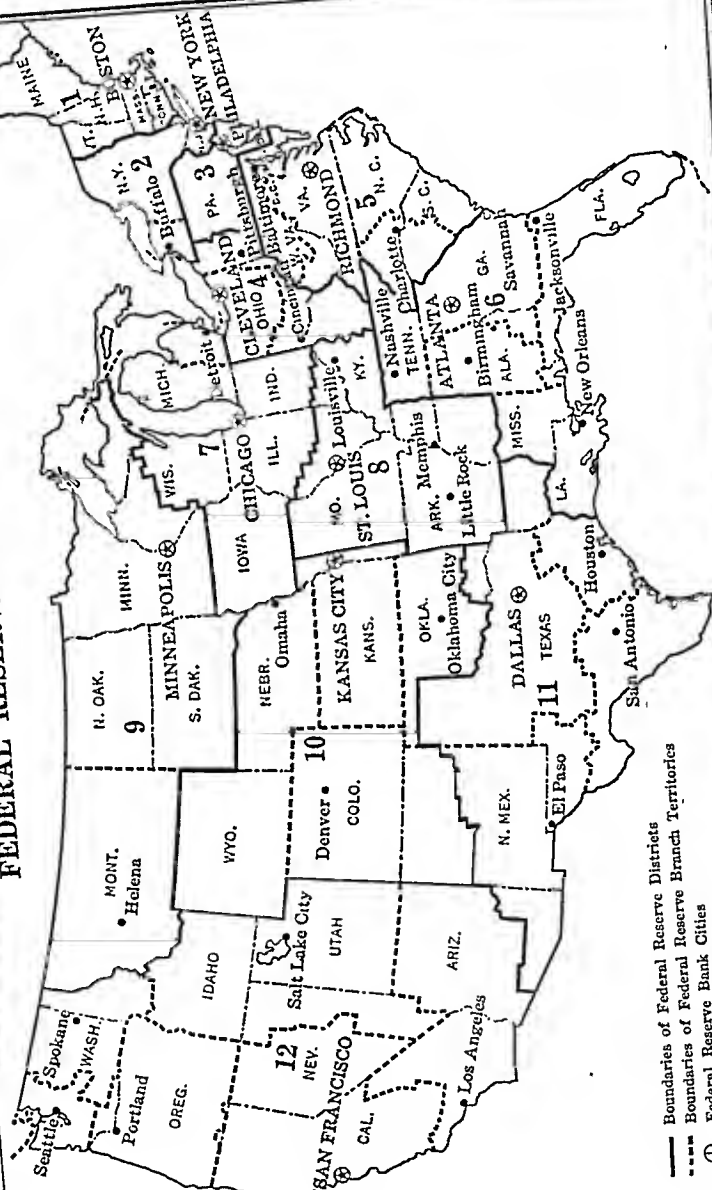 FEDERAL
MAINE
VT.
N.H.
1
BOSTON
MASS
CONN.
NEW YORK
PHILADELPHIA
N.Y.
2
Buffalo
PA.
3
Pittsburgh
Baltimore
CLEVELAND
OHIO
4
Cincinnati
W. VA.
VA.
RICHMOND
5
N. C.
S. C.
Charlotte
MICH.
Detroit
IND.
WIS.
7
CHICAGO
ILL.
IOWA
Louisville
KY.
MO.
ST. LOUIS
8
Nashville
TENN.
Memphis
ARK.
Little Rock
ATLANTA
GA.
Savannah
Birmingham
6
ALA.
Jacksonville
FLA.
MISS.
New Orleans
LA.
MINN.
MINNEAPOLIS
N. DAK.
9
S. DAK.
NEBR.
Omaha
KANSAS CITY
KANS.
10
OKLA.
Oklahoma City
DALLAS
TEXAS
11
Houston
San Antonio
El Paso
N. MEX.
MONT.
Helena
WYO.
Denver
COLO.
IDAHO
Salt Lake City
UTAH
ARIZ.
Spokane
WASH.
Seattle
Portland
OREG.
12
NEV.
SAN FRANCISCO
CAL.
Los Angeles
Boundaries of Federal Reserve Districts
Boundaries of Federal Reserve Branch Territories
Federal Reserve Bank Cities